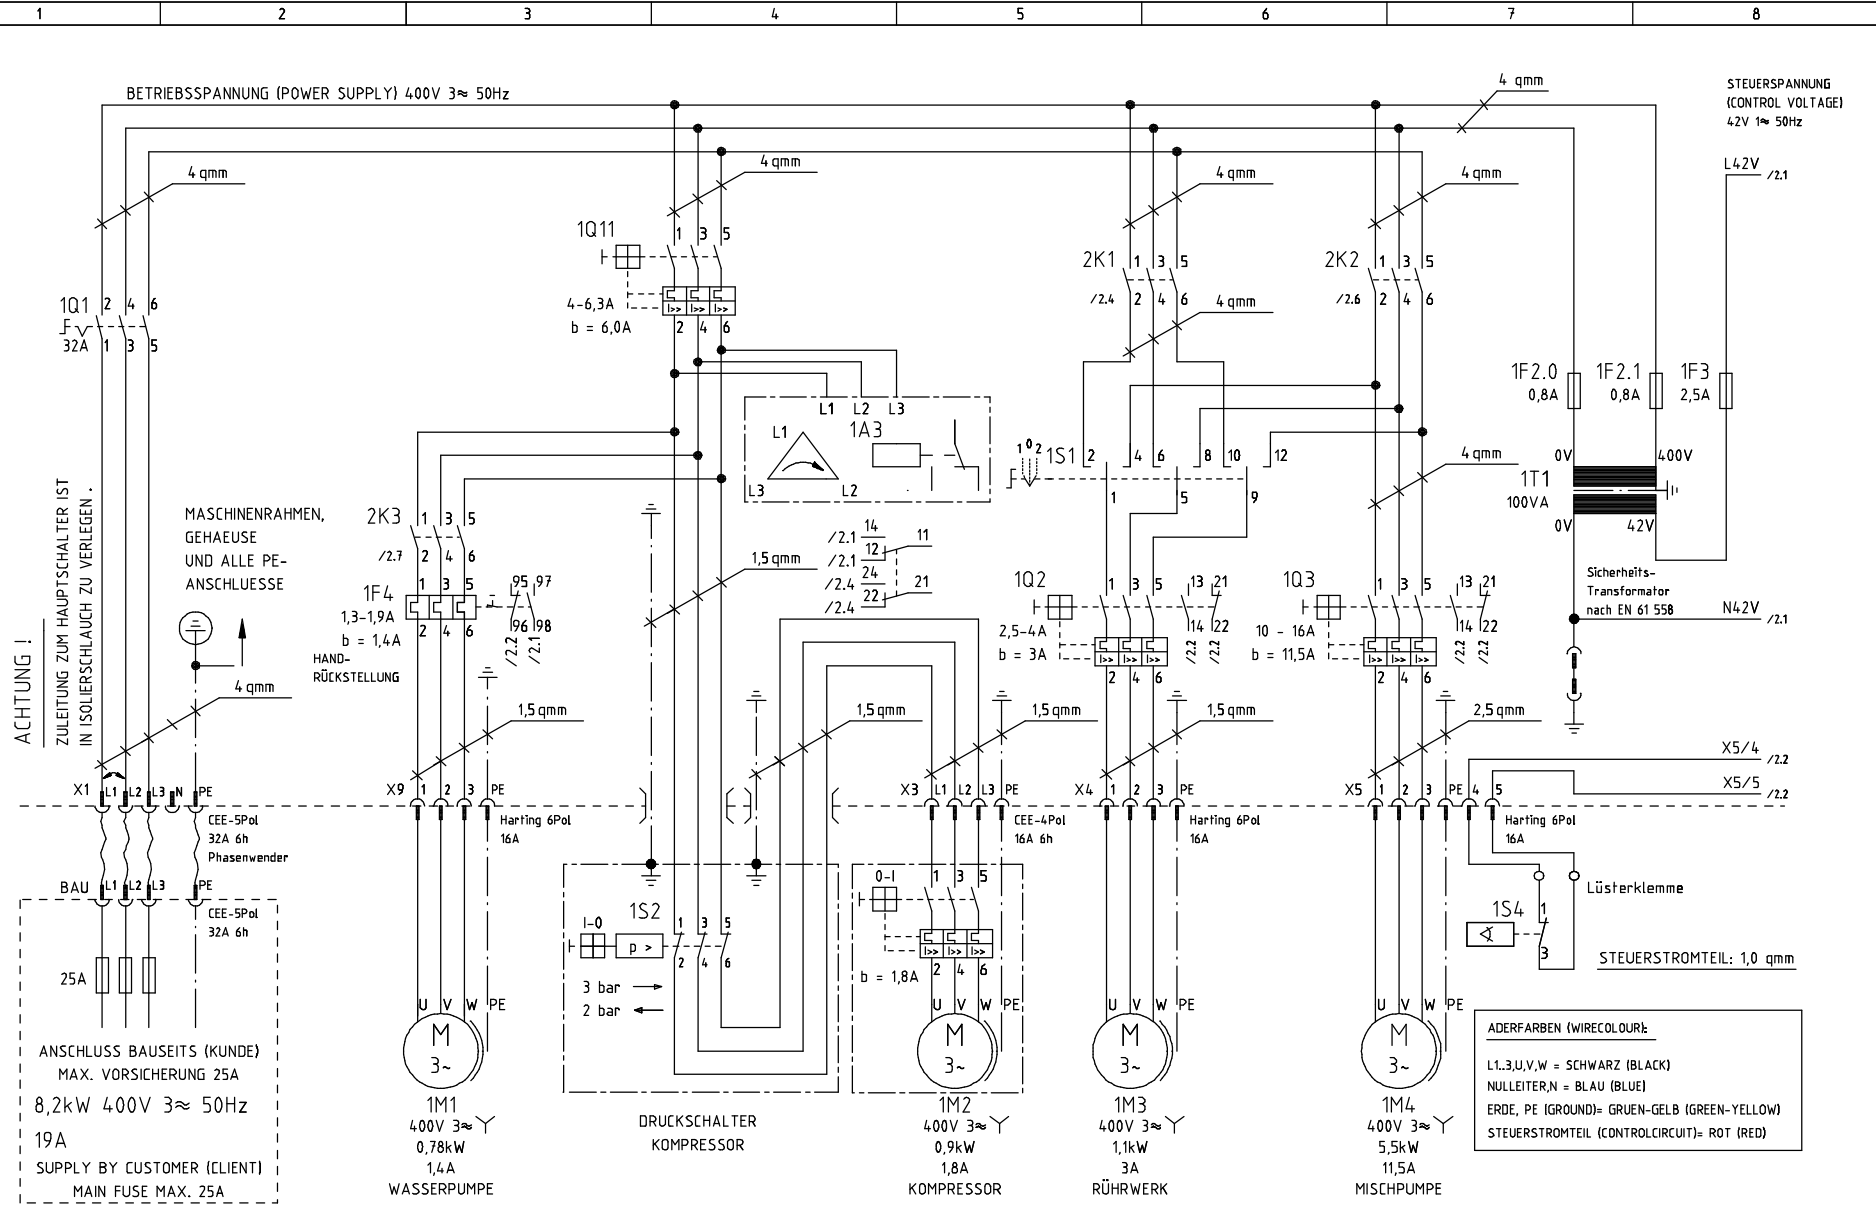 1 2 3 4 5 6 7 8
BETRIEBSSPANNUNG (POWER SUPPLY) 400V 3≈ 50Hz
4 qmm
STEUERSPANNUNG
(CONTROL VOLTAGE)
42V 1≈ 50Hz
4 qmm
4 qmm
4 qmm
4 qmm
L42V /2.1
1Q1
2 4 6
32A
1 3 5
1Q11
1 3 5
4-6,3A
b = 6,0A
I>> I>> I>>
2 4 6
2K1
1 3 5
/2.4
2 4 6
4 qmm
2K2
1 3 5
/2.6
2 4 6
L1 L2 L3
1A3
L1
L3 L2
1F2.0
0,8A
1F2.1
0,8A
1F3
2,5A
1 0 2
1S1
2 4 6 8 10 12
1 5 9
4 qmm
0V 400V
1T1
100VA
0V 42V
Sicherheits-
Transformator
nach EN 61 558
N42V /2.1
ACHTUNG !
ZULEITUNG ZUM HAUPTSCHALTER IST
IN ISOLIERSCHLAUCH ZU VERLEGEN .
MASCHINENRAHMEN,
GEHAEUSE
UND ALLE PE-
ANSCHLUESSE
4 qmm
2K3
1 3 5
/2.7
2 4 6
1F4
1 3 5
1,3-1,9A
b = 1,4A
2 4 6
95 97
96 98
/2.2 /2.1
HAND-
RÜCKSTELLUNG
1,5 qmm
1,5 qmm
/2.1 14 11
/2.1 12
/2.4 24 21
/2.4 22
1Q2
1 3 5
13 21
2,5-4A
b = 3A
14 22
/2.2 /2.2
I>> I>> I>>
2 4 6
1Q3
1 3 5
13 21
10 - 16A
b = 11,5A
14 22
/2.2 /2.2
I>> I>> I>>
2 4 6
1,5 qmm
1,5 qmm
1,5 qmm
2,5 qmm
X5/4 /2.2
X5/5 /2.2
X1 L1 L2 L3 N PE
CEE-5Pol
32A 6h
Phasenwender
X9 1 2 3 PE
Harting 6Pol
16A
X3 L1 L2 L3 PE
CEE-4Pol
16A 6h
X4 1 2 3 PE
Harting 6Pol
16A
X5 1 2 3 PE 4 5
Harting 6Pol
16A
BAU L1 L2 L3 PE
CEE-5Pol
32A 6h
25A
ANSCHLUSS BAUSEITS (KUNDE)
MAX. VORSICHERUNG 25A
8,2kW 400V 3≈ 50Hz
19A
SUPPLY BY CUSTOMER (CLIENT)
MAIN FUSE MAX. 25A
U V W PE
M
3~
1M1
400V 3≈
0,78kW
1,4A
WASSERPUMPE
1S2
I-0
p >
1 3 5
2 4 6
3 bar
2 bar
DRUCKSCHALTER
KOMPRESSOR
0-I
1 3 5
I>> I>> I>>
b = 1,8A
2 4 6
U V W PE
M
3~
1M2
400V 3≈
0,9kW
1,8A
KOMPRESSOR
U V W PE
M
3~
1M3
400V 3≈
1,1kW
3A
RÜHRWERK
U V W PE
M
3~
1M4
400V 3≈
5,5kW
11,5A
MISCHPUMPE
Lüsterklemme
1S4
1
3
STEUERSTROMTEIL: 1,0 qmm
ADERFARBEN (WIRECOLOUR):
L1..3,U,V,W = SCHWARZ (BLACK)
NULLEITER,N = BLAU (BLUE)
ERDE, PE (GROUND)= GRUEN-GELB (GREEN-YELLOW)
STEUERSTROMTEIL (CONTROLCIRCUIT)= ROT (RED)